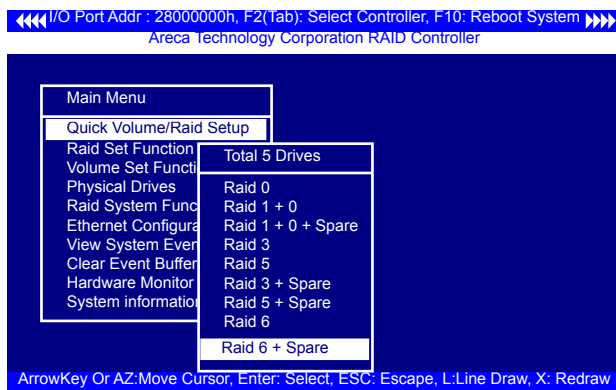 I/O Port Addr : 28000000h, F2(Tab): Select Controller, F10: Reboot System
Areca Technology Corporation RAID Controller
Main Menu
Quick Volume/Raid Setup
Raid Set Function
Volume Set Functi
Physical Drives
Raid System Func
Ethernet Configura
View System Even
Clear Event Buffer
Hardware Monitor
System information
Total 5 Drives
Raid 0
Raid 1 + 0
Raid 1 + 0 + Spare
Raid 3
Raid 5
Raid 3 + Spare
Raid 5 + Spare
Raid 6
Raid 6 + Spare
ArrowKey Or AZ:Move Cursor, Enter: Select, ESC: Escape, L:Line Draw, X: Redraw